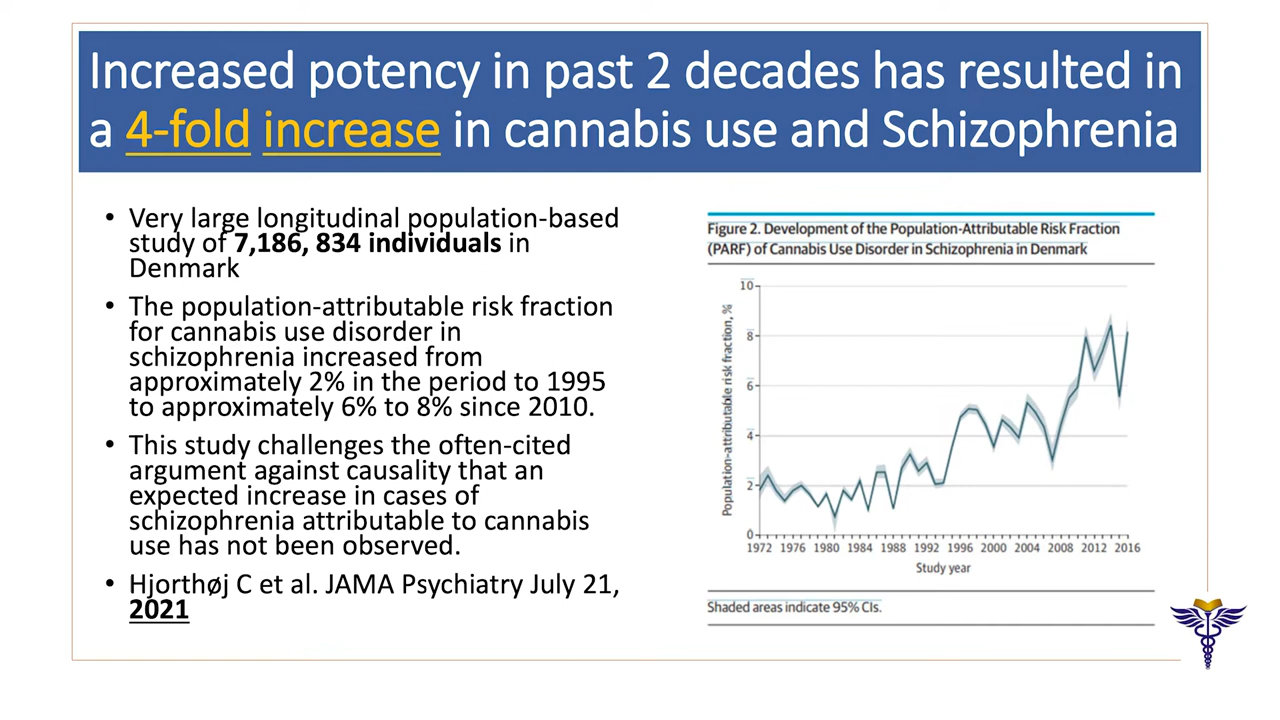 Increased potency in past 2 decades has resulted in
a 4-fold increase in cannabis use and Schizophrenia
• Very large longitudinal population-based
study of 7,186, 834 individuals in
Denmark
• The population-attributable risk fraction
for cannabis use disorder in
schizophrenia increased from
approximately 2% in the period to 1995
to approximately 6% to 8% since 2010.
• This study challenges the often-cited
argument against causality that an
expected increase in cases of
schizophrenia attributable to cannabis
use has not been observed.
• Hjorthøj C et al. JAMA Psychiatry July 21,
2021
Figure 2. Development of the Population-Attributable Risk Fraction
(PARF) of Cannabis Use Disorder in Schizophrenia in Denmark
Population-attributable risk fraction, %
10
8
6
4
2
0
1972 1976 1980 1984 1988 1992 1996 2000 2004 2008 2012 2016
Study year
Shaded areas indicate 95% CIs.